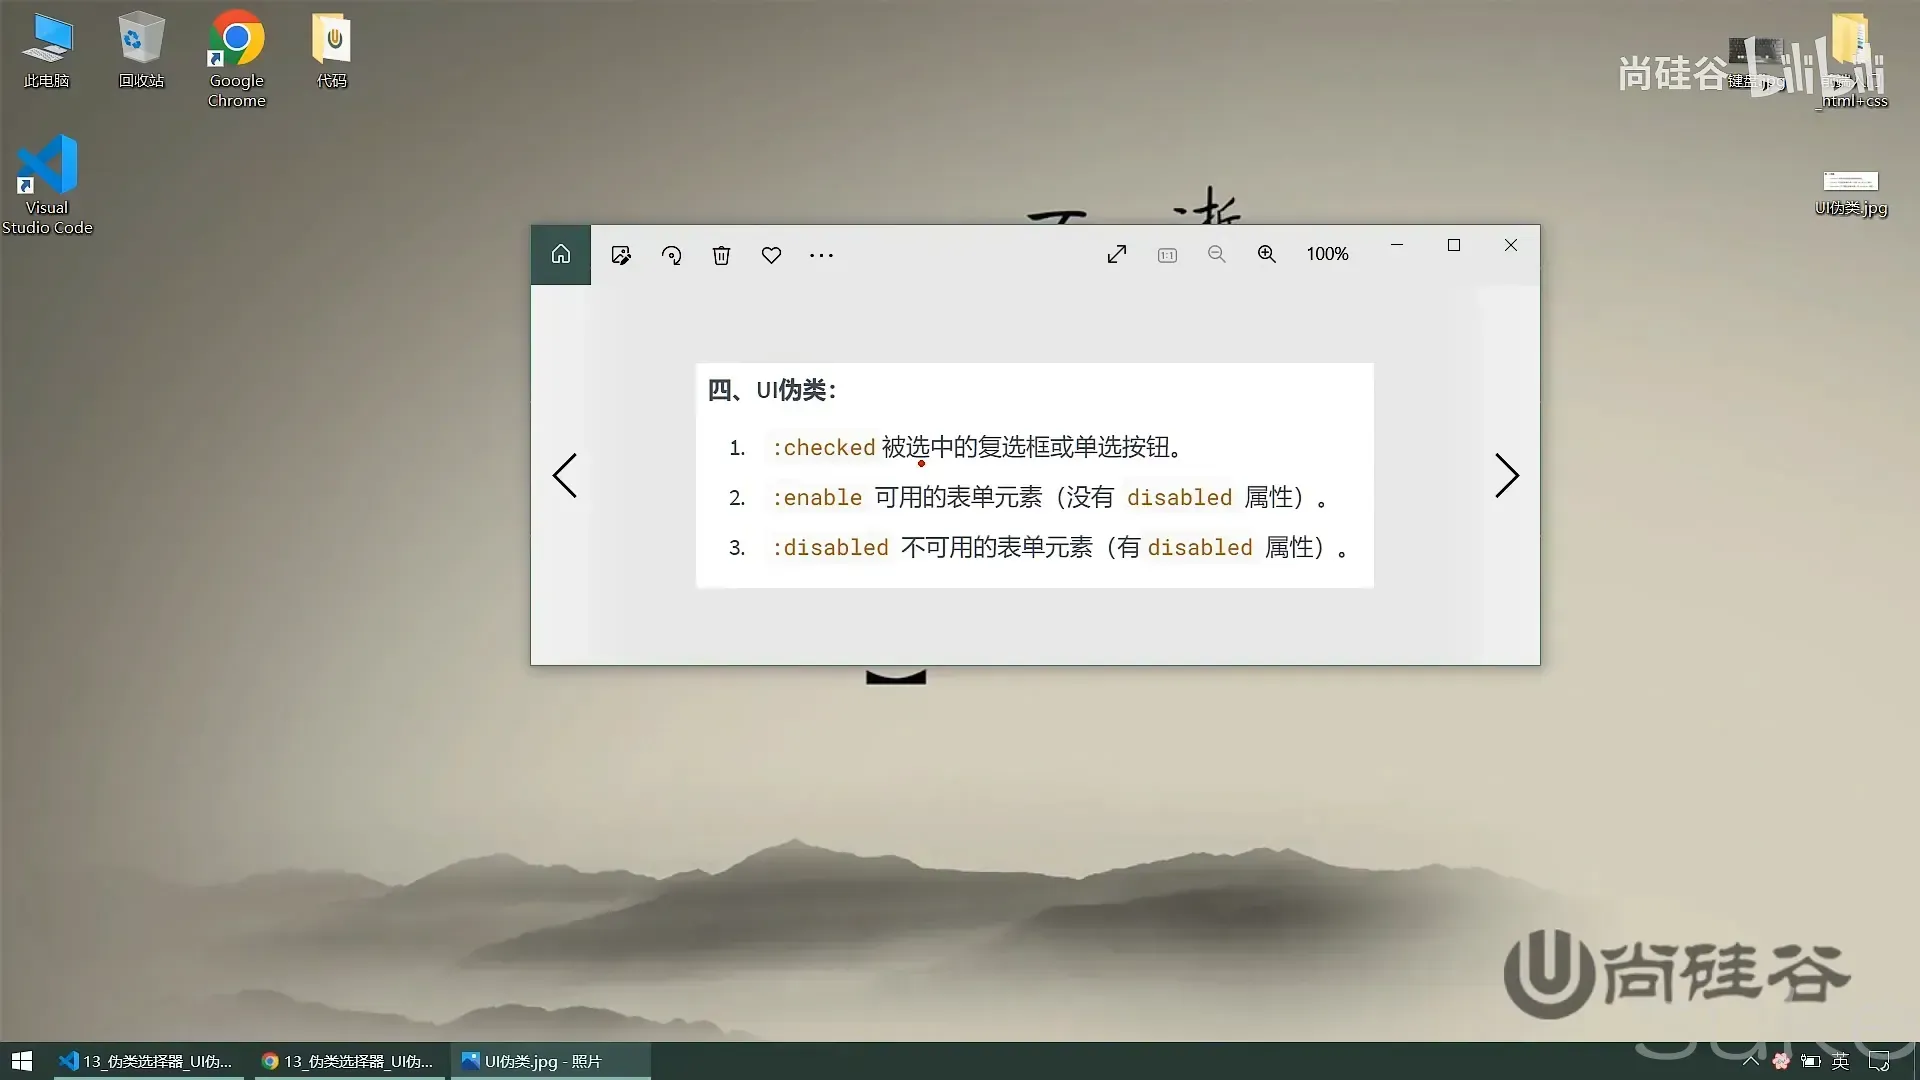 此电脑
回收站
Google
Chrome
代码
Visual
Studio Code
尚硅谷
bilibili
键盘.jpg
_html+css
UI伪类.jpg
100%
四、UI伪类：
1. :checked 被选中的复选框或单选按钮。
2. :enable 可用的表单元素（没有 disabled 属性）。
3. :disabled 不可用的表单元素（有 disabled 属性）。
尚硅谷
13_伪类选择器_UI伪...
13_伪类选择器_UI伪...
UI伪类.jpg - 照片
英